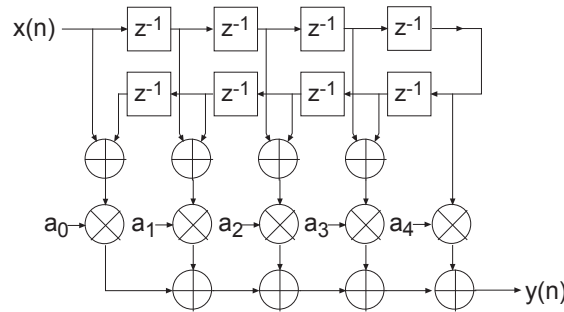 x(n) z⁻¹ z⁻¹ z⁻¹ z⁻¹
z⁻¹ z⁻¹ z⁻¹ z⁻¹
a₀ a₁ a₂ a₃ a₄
y(n)